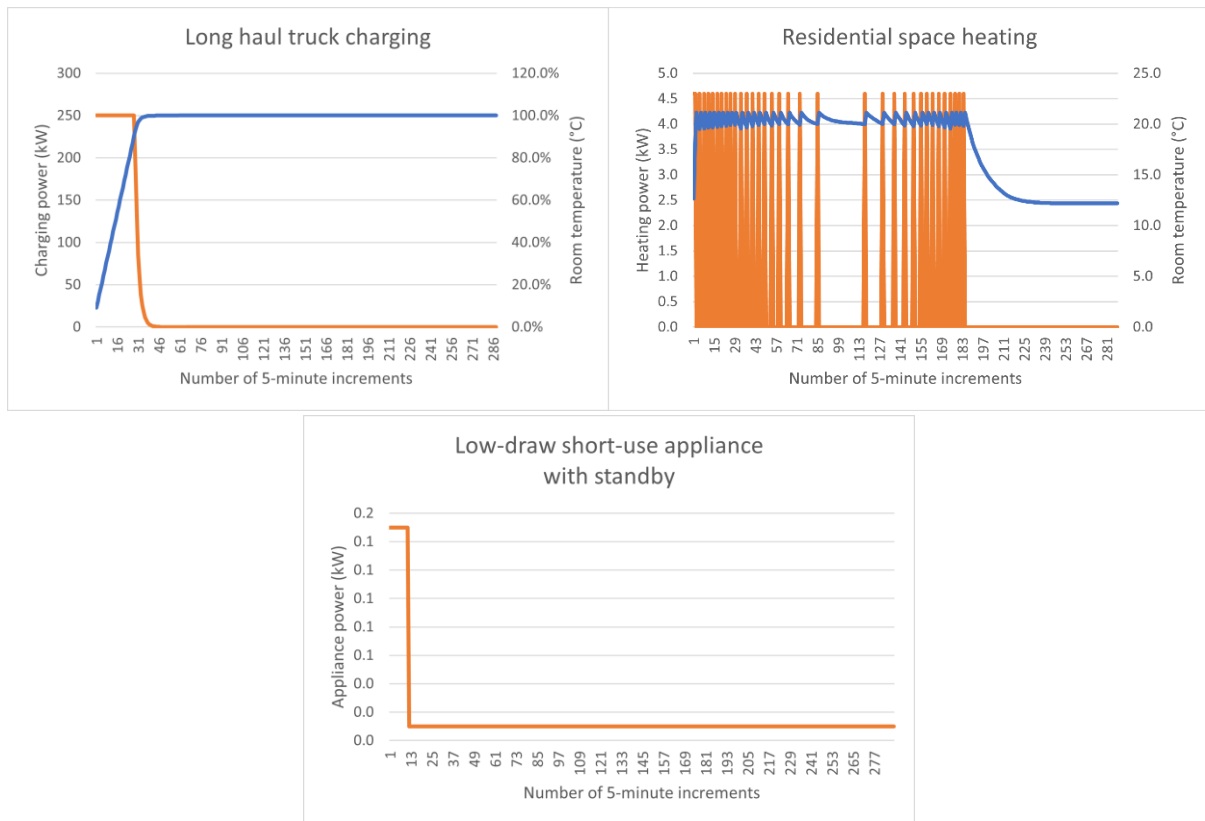 Long haul truck charging
Charging power (kW)
300
250
200
150
100
50
0
120.0%
100.0%
80.0%
60.0%
40.0%
20.0%
0.0%
Room temperature (°C)
1 16 31 46 61 76 91 106 121 136 151 166 181 196 211 226 241 256 271 286
Number of 5-minute increments
Residential space heating
Heating power (kW)
5.0
4.5
4.0
3.5
3.0
2.5
2.0
1.5
1.0
0.5
0.0
25.0
20.0
15.0
10.0
5.0
0.0
Room temperature (°C)
1 15 29 43 57 71 85 99 113 127 141 155 169 183 197 211 225 239 253 267 281
Number of 5-minute increments
Low-draw short-use appliance
with standby
Appliance power (kW)
0.2
0.1
0.1
0.1
0.1
0.1
0.0
0.0
0.0
1 13 25 37 49 61 73 85 97 109 121 133 145 157 169 181 193 205 217 229 241 253 265 277
Number of 5-minute increments